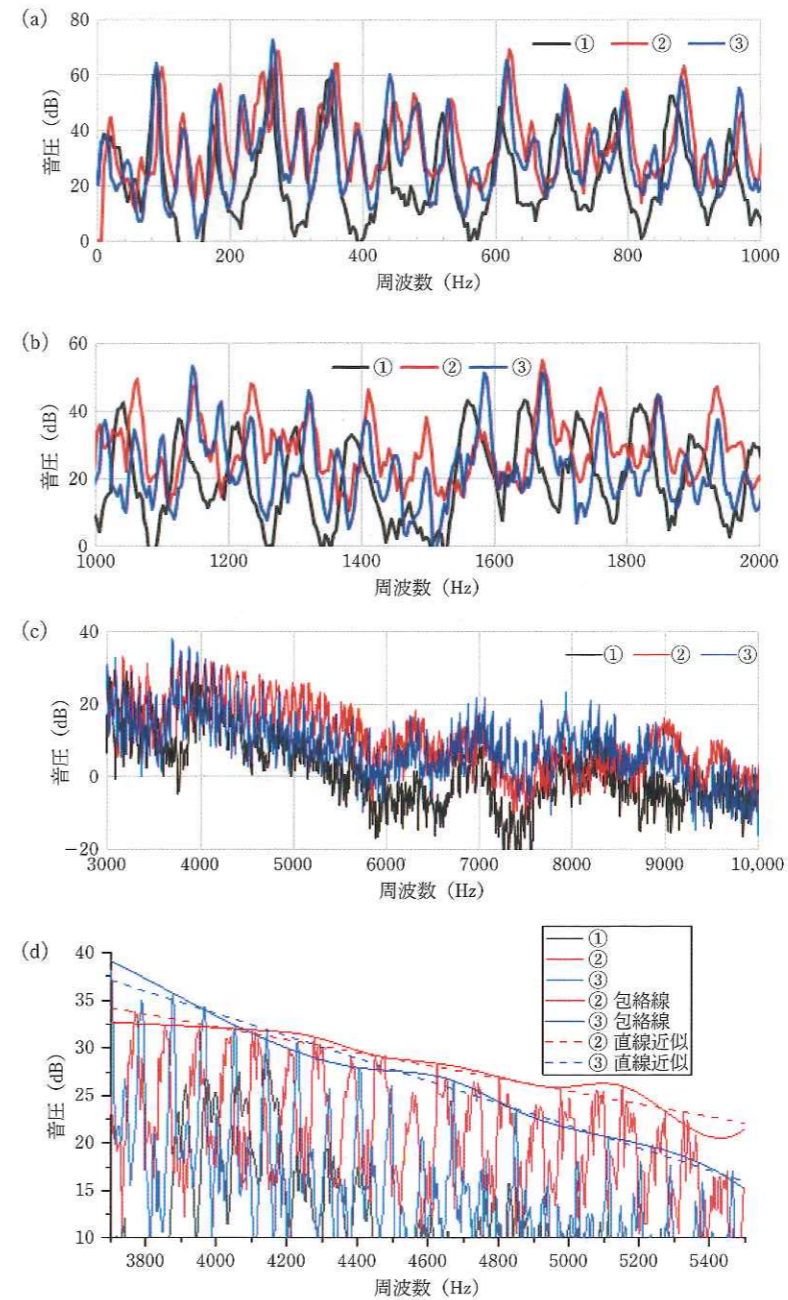 (a)
80
60
40
20
0
音圧 (dB)
① ② ③
0 200 400 600 800 1000
周波数 (Hz)
(b)
60
40
20
0
音圧 (dB)
① ② ③
1000 1200 1400 1600 1800 2000
周波数 (Hz)
(c)
40
20
0
−20
音圧 (dB)
① ② ③
3000 4000 5000 6000 7000 8000 9000 10,000
周波数 (Hz)
(d)
40
35
30
25
20
15
10
音圧 (dB)
①
②
③
② 包絡線
③ 包絡線
② 直線近似
③ 直線近似
3800 4000 4200 4400 4600 4800 5000 5200 5400
周波数 (Hz)